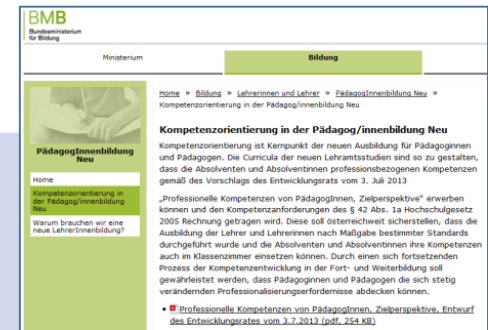 BMB
Bundesministerium
für Bildung
Ministerium
Bildung
PädagogInnenbildung
Neu
Home
Kompetenzorientierung in
der Pädagog/innenbildung
Neu
Warum brauchen wir eine
neue LehrerInnenbildung?
Home » Bildung » Lehrerinnen und Lehrer » PädagogInnenbildung Neu »
Kompetenzorientierung in der Pädagog/innenbildung Neu
Kompetenzorientierung in der Pädagog/innenbildung Neu
Kompetenzorientierung ist Kernpunkt der neuen Ausbildung für Pädagoginnen
und Pädagogen. Die Curricula der neuen Lehramtsstudien sind so zu gestalten,
dass die Absolventen und Absolventinnen professionsbezogenen Kompetenzen
gemäß des Vorschlags des Entwicklungsrats vom 3. Juli 2013
„Professionelle Kompetenzen von PädagogInnen, Zielperspektive“ erwerben
können und den Kompetenzanforderungen des § 42 Abs. 1a Hochschulgesetz
2005 Rechnung getragen wird. Diese soll österreichweit sicherstellen, dass die
Ausbildung der Lehrer und Lehrerinnen nach Maßgabe bestimmter Standards
durchgeführt wurde und die Absolventen und Absolventinnen ihre Kompetenzen
auch im Klassenzimmer einsetzen können. Durch einen sich fortsetzenden
Prozess der Kompetenzentwicklung in der Fort- und Weiterbildung soll
gewährleistet werden, dass Pädagoginnen und Pädagogen die sich stetig
verändernden Professionalisierungserfordernisse abdecken können.
• Professionelle Kompetenzen von PädagogInnen, Zielperspektive, Entwurf
des Entwicklungsrates vom 3.7.2013 (pdf, 254 KB)